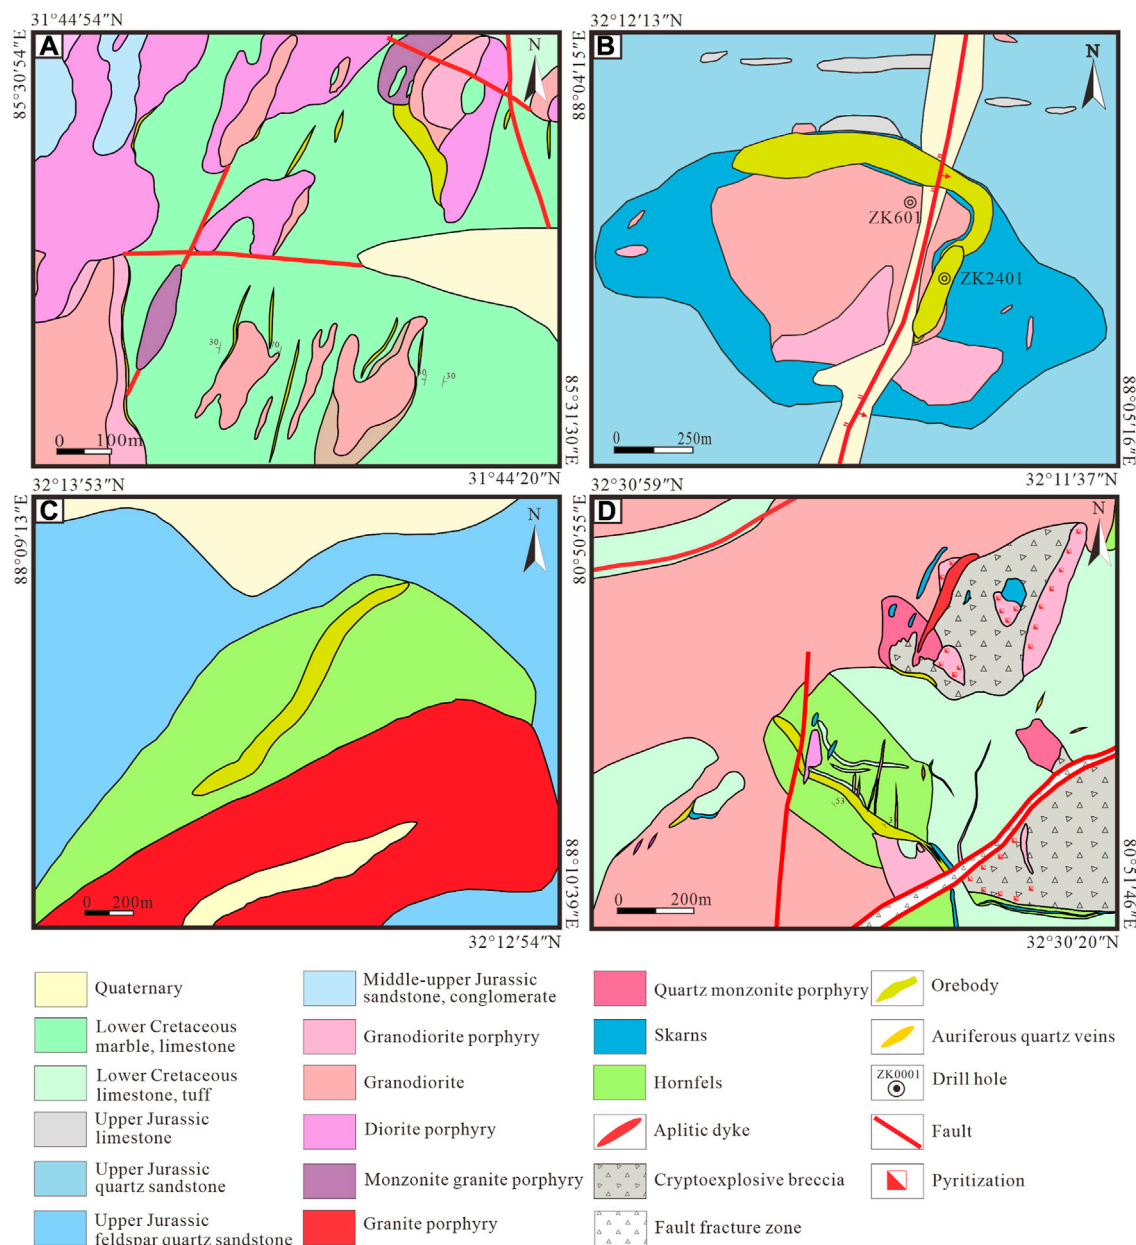 31°44′54″N
32°12′13″N
85°30′54″E
A
N
88°04′15″E
B
N
ZK601
ZK2401
30
70
40
30
0 100m
0 250m
85°31′30″E
88°05′16″E
31°44′20″N
32°11′37″N
32°13′53″N
32°30′59″N
88°09′13″E
C
N
80°50′55″E
D
N
53
0 200m
0 200m
88°10′39″E
80°51′46″E
32°12′54″N
32°30′20″N
Quaternary
Lower Cretaceous
marble, limestone
Lower Cretaceous
limestone, tuff
Upper Jurassic
limestone
Upper Jurassic
quartz sandstone
Upper Jurassic
feldspar quartz sandstone
Middle-upper Jurassic
sandstone, conglomerate
Granodiorite porphyry
Granodiorite
Diorite porphyry
Monzonite granite porphyry
Granite porphyry
Quartz monzonite porphyry
Skarns
Hornfels
Aplitic dyke
Cryptoexplosive breccia
Fault fracture zone
Orebody
Auriferous quartz veins
ZK0001
Drill hole
Fault
Pyritization